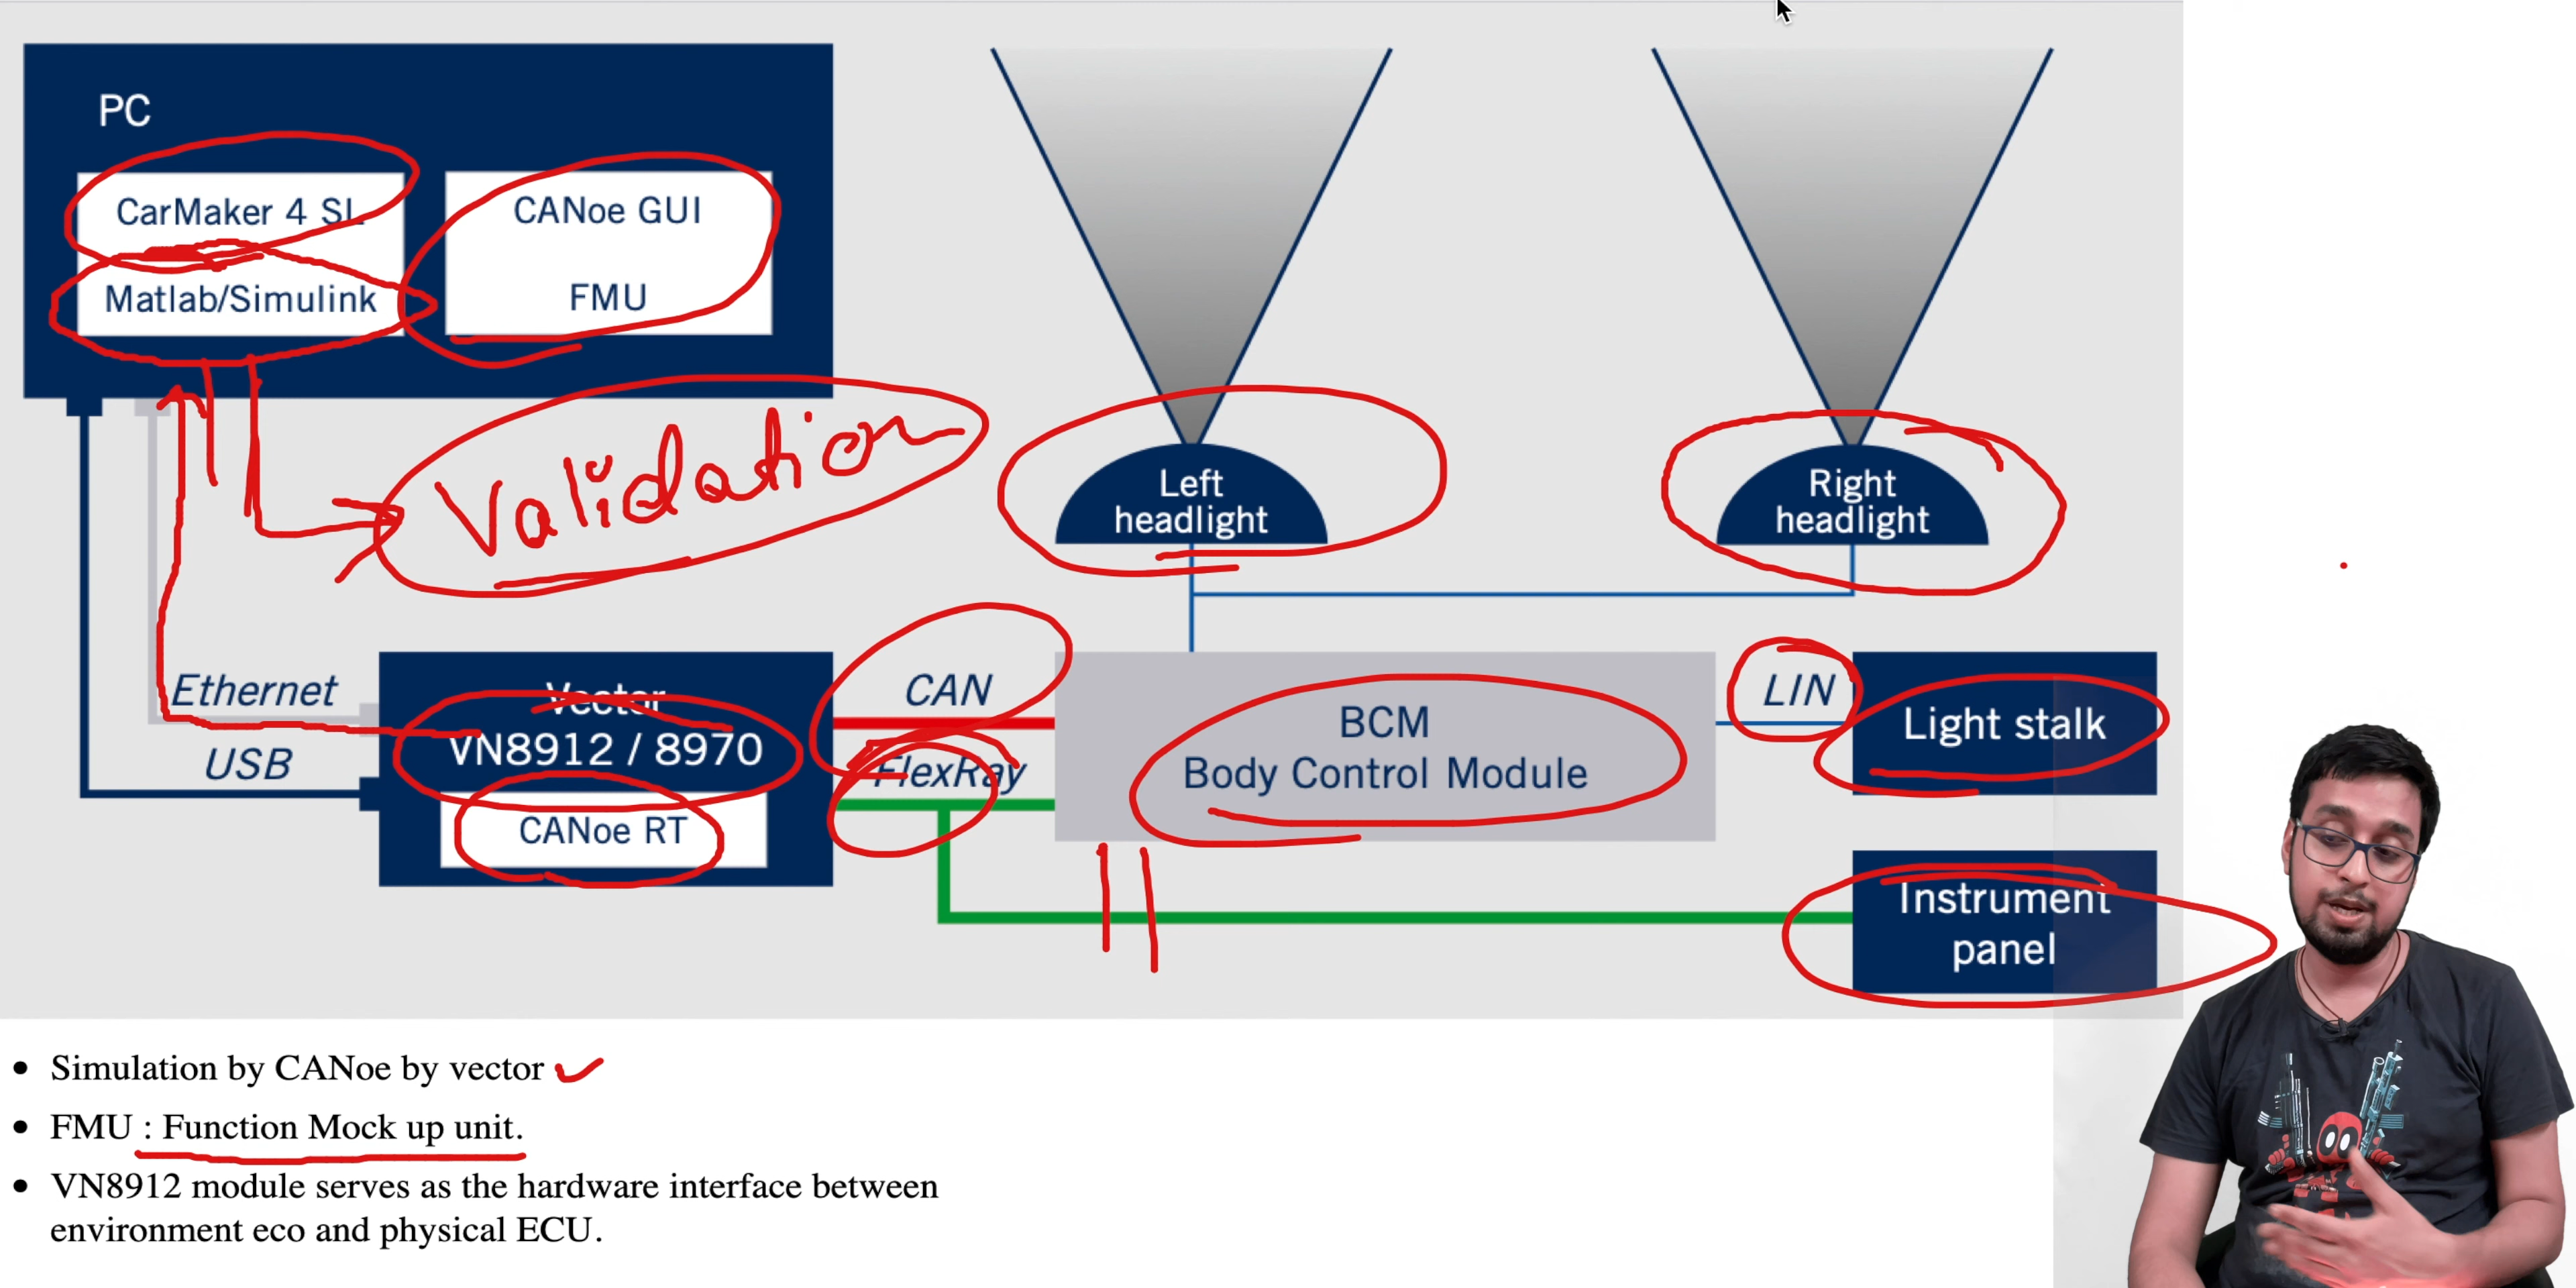 PC
CarMaker 4 SL
Matlab/Simulink
CANoe GUI
FMU
Validation
Left
headlight
Right
headlight
Ethernet
USB
Vector
VN8912 / 8970
CANoe RT
CAN
FlexRay
BCM
Body Control Module
LIN
Light stalk
Instrument
panel
• Simulation by CANoe by vector
• FMU : Function Mock up unit.
• VN8912 module serves as the hardware interface between
environment eco and physical ECU.